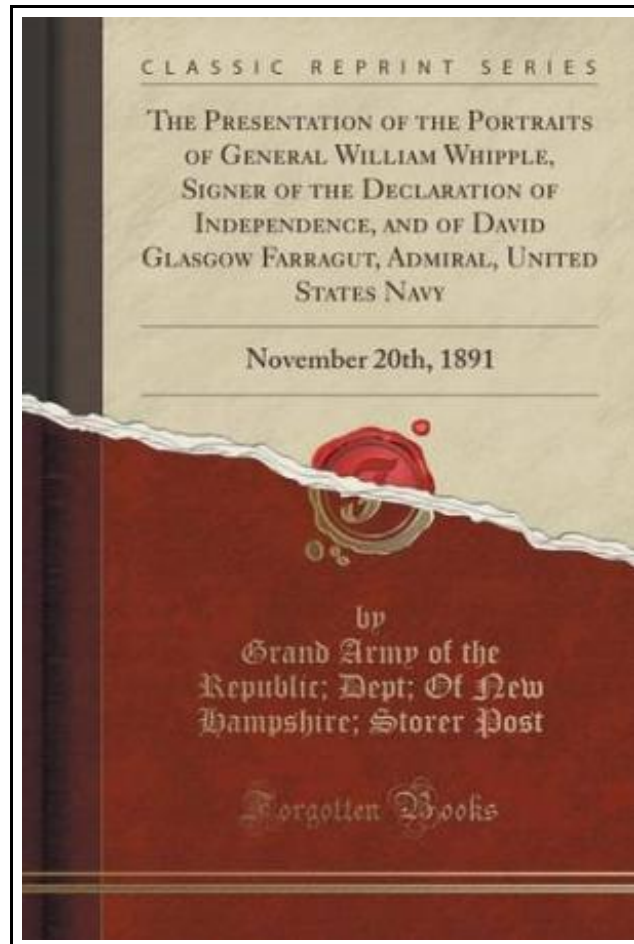 CLASSIC REPRINT SERIES
THE PRESENTATION OF THE PORTRAITS
OF GENERAL WILLIAM WHIPPLE,
SIGNER OF THE DECLARATION OF
INDEPENDENCE, AND OF DAVID
GLASGOW FARRAGUT, ADMIRAL, UNITED
STATES NAVY
November 20th, 1891
by
Grand Army of the
Republic; Dept; Of New
Hampshire; Storer Post
Forgotten Books